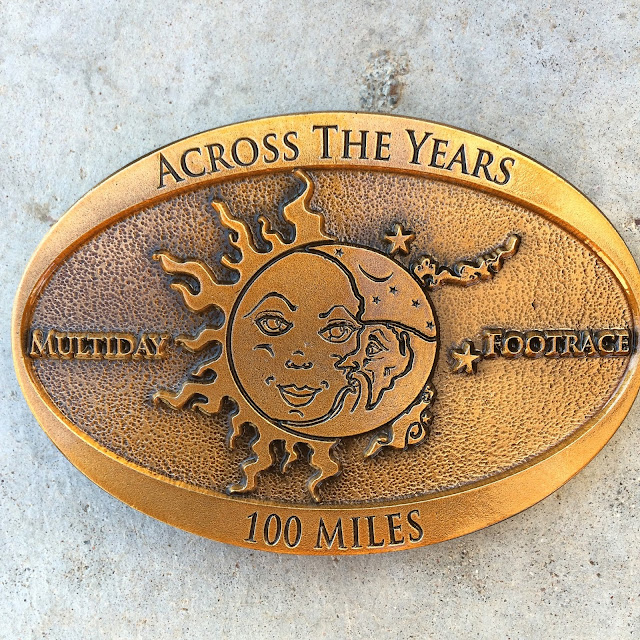 ACROSS THE YEARS
MULTIDAY
FOOTRACE
100 MILES